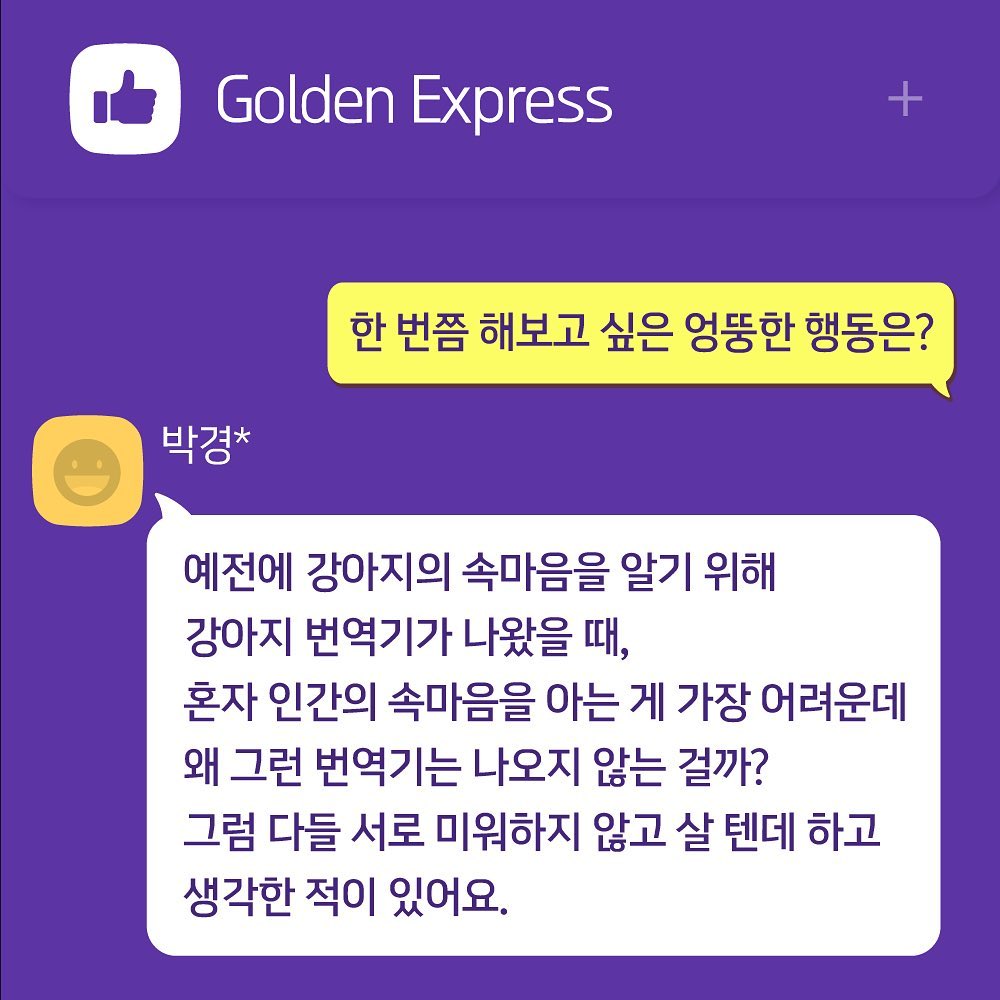 Golden Express
한 번쯤 해보고 싶은 엉뚱한 행동은?
박경*
예전에 강아지의 속마음을 알기 위해
강아지 번역기가 나왔을 때,
혼자 인간의 속마음을 아는 게 가장 어려운데
왜 그런 번역기는 나오지 않는 걸까?
그럼 다들 서로 미워하지 않고 살 텐데 하고
생각한 적이 있어요.